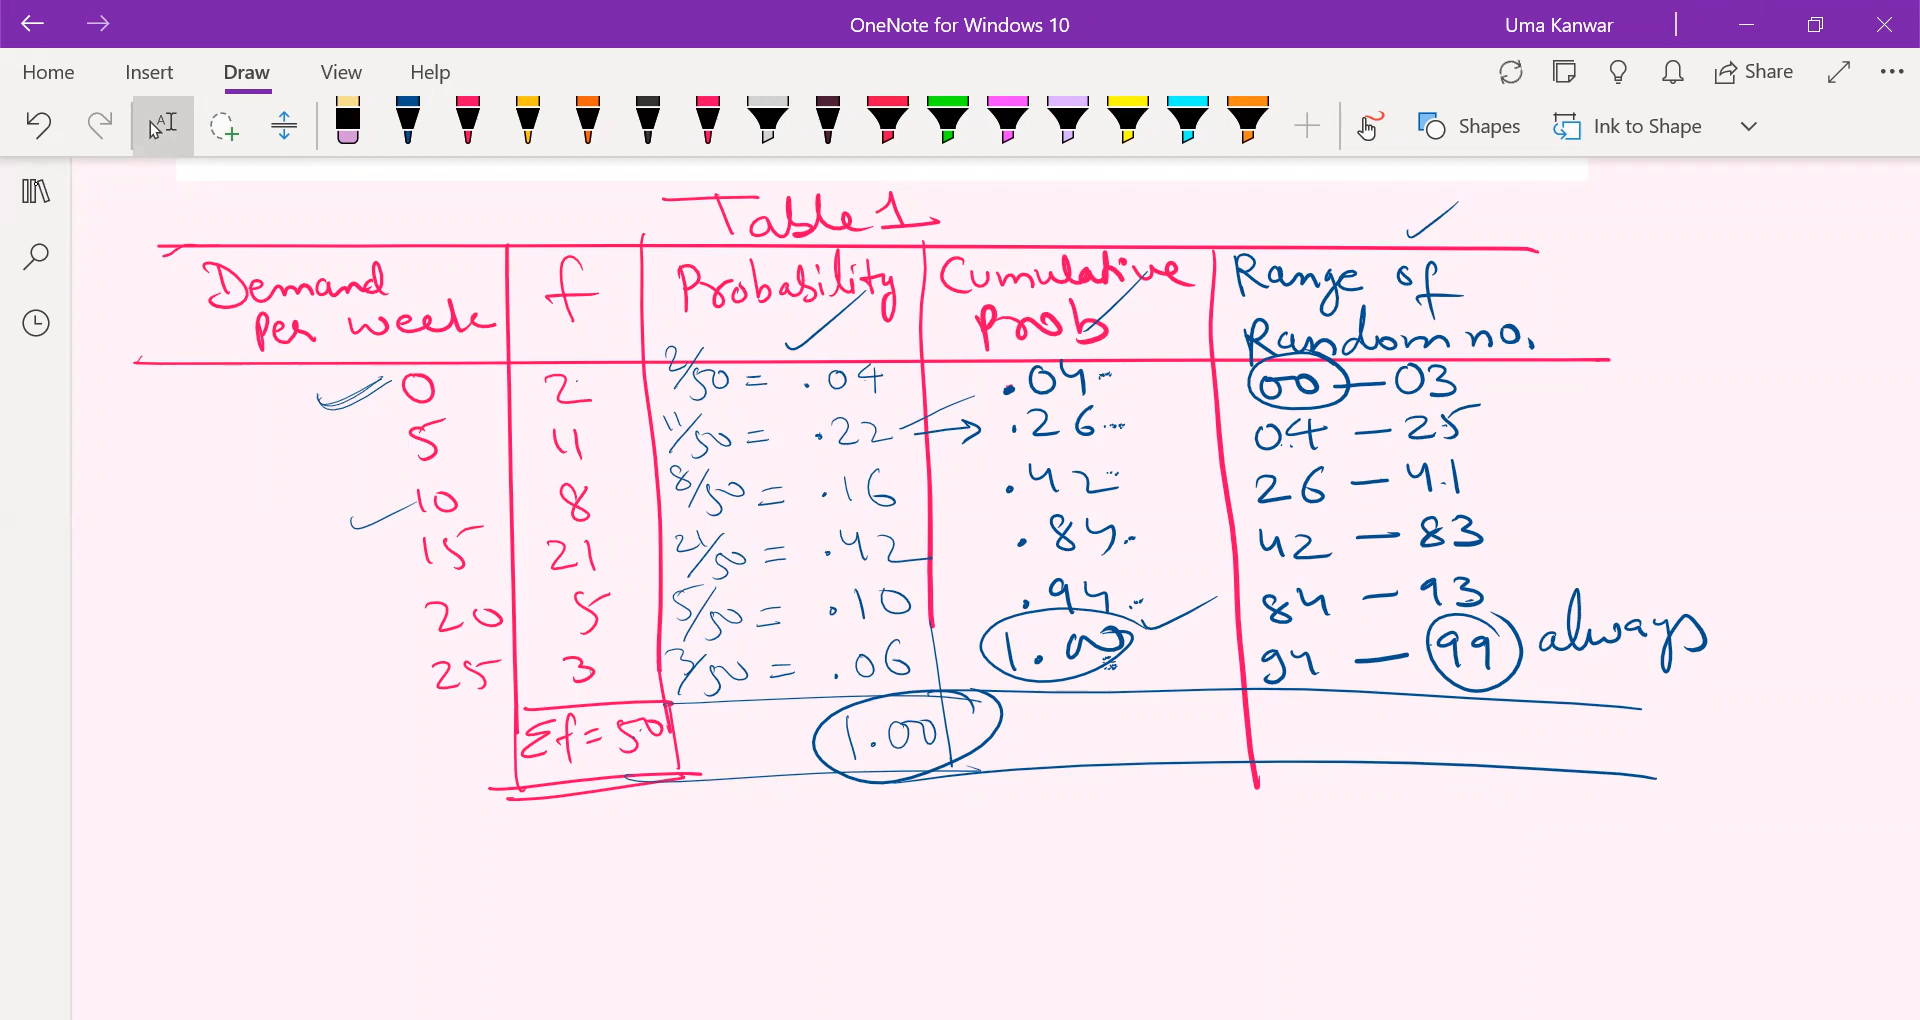 OneNote for Windows 10
Uma Kanwar
Home Insert Draw View Help
Share
Shapes Ink to Shape
Table 1
Demand Per week f Probability Cumulative Prob Range of Random no.
0 2 2/50 = .04 .04 00 — 03
5 11 11/50 = .22 .26 04 — 25
10 8 8/50 = .16 .42 26 — 41
15 21 21/50 = .42 .84 42 — 83
20 5 5/50 = .10 .94 84 — 93
25 3 3/50 = .06 1.00 94 — 99 always
Σf = 50 1.00